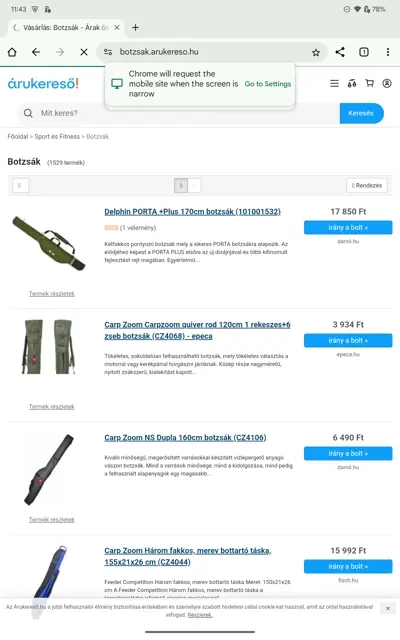 11:43
78%
Vásárlás: Botzsák - Árak ös
botzsak.arukereso.hu
1
Chrome will request the
mobile site when the screen is
narrow
Go to Settings
árukereső!
Mit keres?
Keresés
Főoldal > Sport és Fitness > Botzsák
Botzsák (1529 termék)
Rendezés
Delphin PORTA +Plus 170cm botzsák (101001532)
(1 vélemény)
Kétfakkos pontyozó botzsák mely a sikeres PORTA botzsákra alapozik. Az
elődjéhez képest a PORTA PLUS elsőre az új dizájnjával és több kifinomult
fejlesztést rejt magában. Egyértelmű...
17 850 Ft
irány a bolt »
damil.hu
Termék részletek
Carp Zoom Carpzoom quiver rod 120cm 1 rekeszes+6
zseb botzsák (CZ4068) - epeca
Tökéletes, sokoldalúan felhasználható botzsák, mely tökéletes választás a
motorral vagy kerékpárral horgászni járóknak. Közép része nagyméretű,
nyitott zsákszerű, kialakítást kapott...
3 934 Ft
irány a bolt »
epeca.hu
Termék részletek
Carp Zoom NS Dupla 160cm botzsák (CZ4106)
Kiváló minőségű, megerősített varrásokkal készített vízlepergető anyagú
vászon botzsák. Mind a varrások minősége, mind a kidolgozása, mind pedig
a felhasznált alapanyagok egy magasabb...
6 490 Ft
irány a bolt »
damil.hu
Termék részletek
Carp Zoom Három fakkos, merev bottartó táska,
155x21x26 cm (CZ4044)
Feeder Competition Három fakkos, merev bottartó táska Méret: 150x21x26
cm A Feeder Competition Három fakkos, merev bottartó táska a
15 992 Ft
irány a bolt »
fisch.hu
Az Árukereső.hu a jobb felhasználói élmény biztosítása érdekében és személyre szabott hirdetési céllal cookie-kat használ, amit az oldal használatával
elfogad. Részletek.